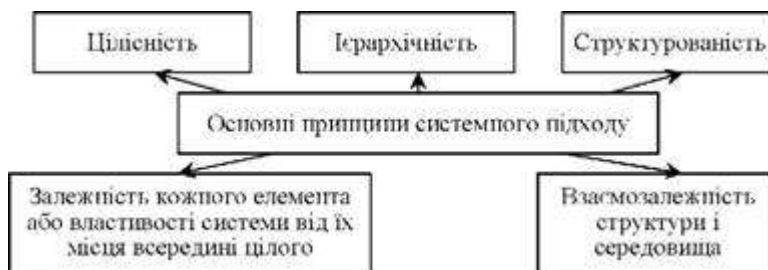 Цілісність
Ієрархічність
Структурованість
Основні принципи системного підходу
Залежність кожного елемента
або властивості системи від їх
місця всередині цілого
Взаємозалежність
структури і
середовища